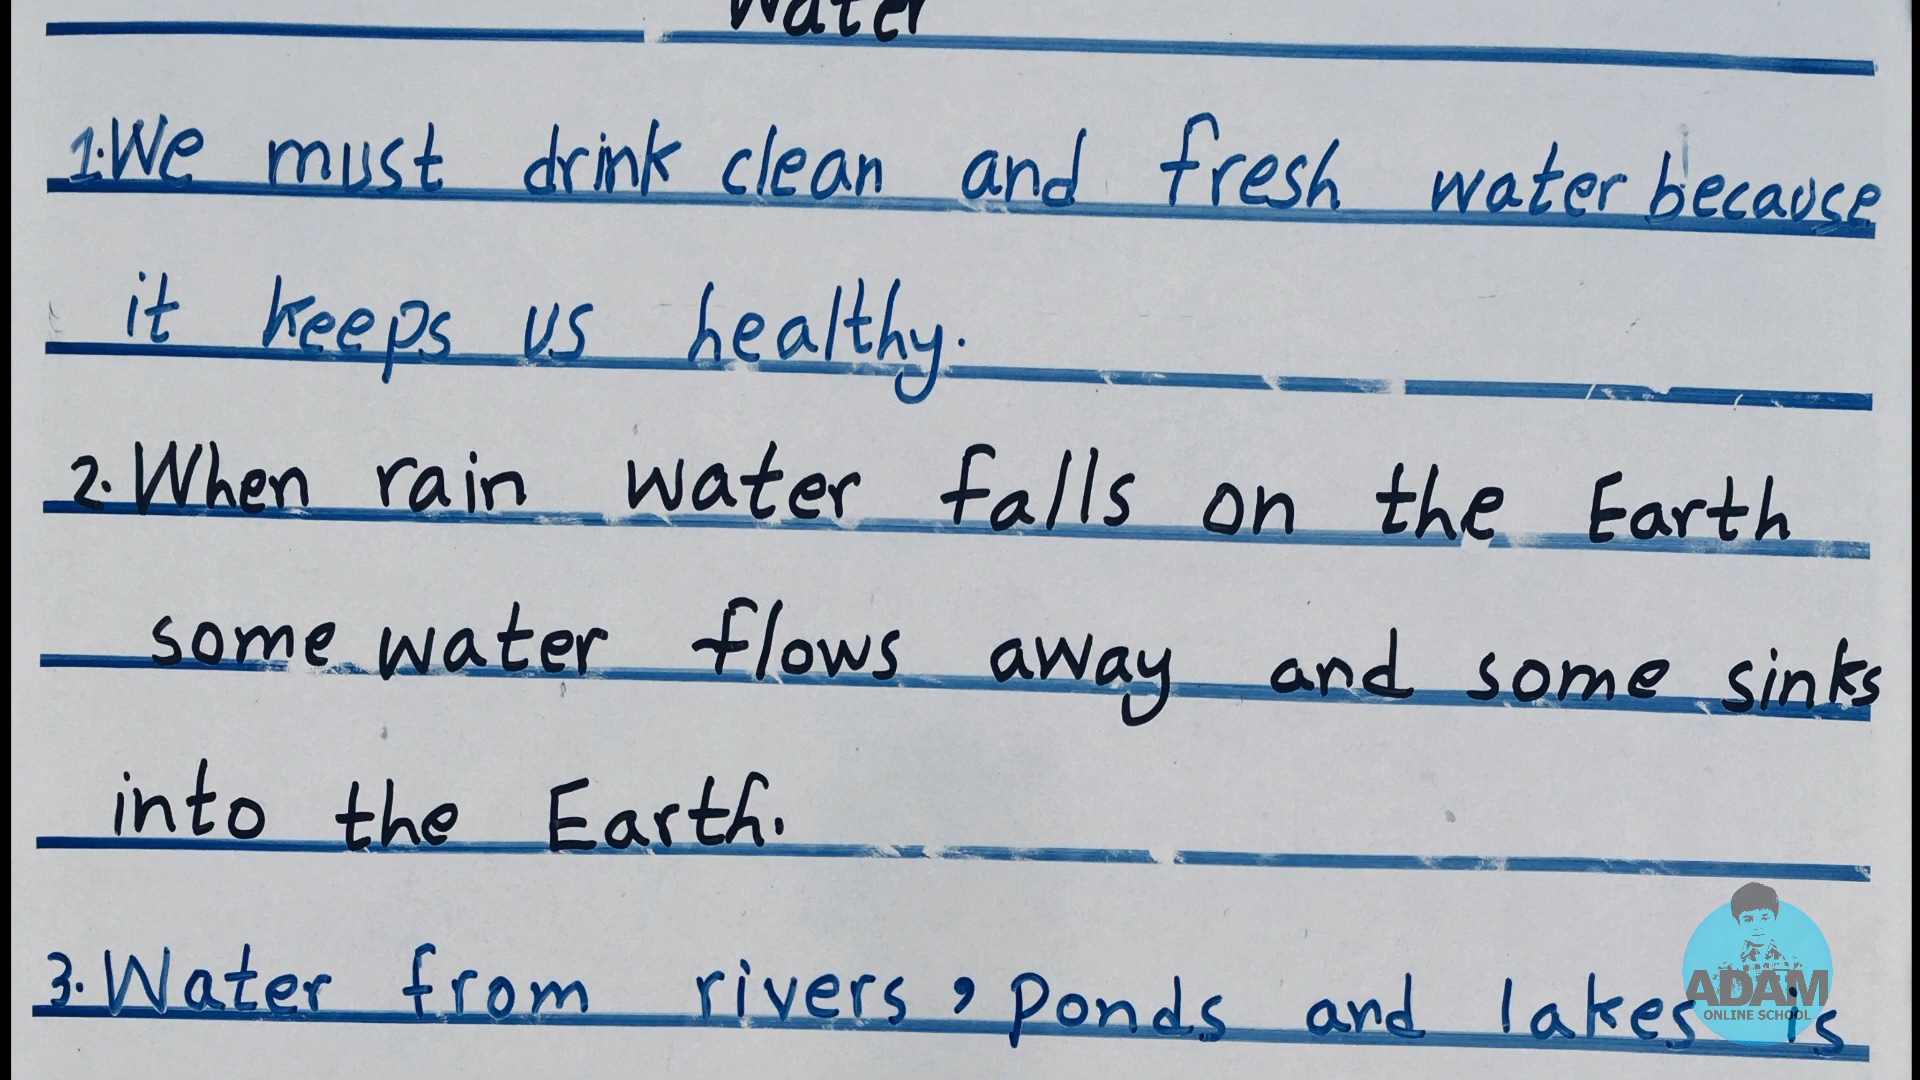 Water
1.We must drink clean and fresh water because
it keeps us healthy.
2.When rain water falls on the Earth
some water flows away and some sinks
into the Earth.
3.Water from rivers, ponds and lakes is
ADAM
ONLINE SCHOOL